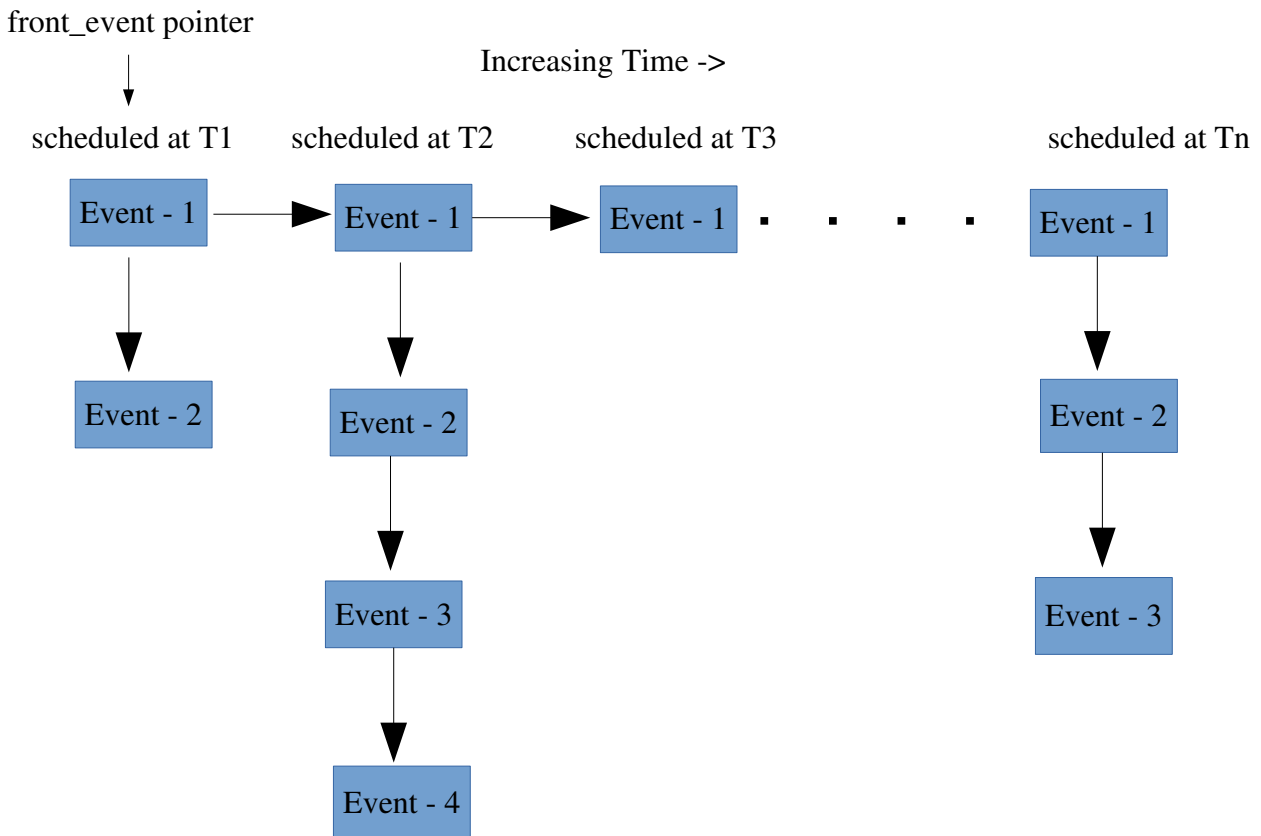 front_event pointer
Increasing Time ->
scheduled at T1
scheduled at T2
scheduled at T3
scheduled at Tn
Event - 1
Event - 1
Event - 1
. . . .
Event - 1
Event - 2
Event - 2
Event - 2
Event - 3
Event - 3
Event - 4